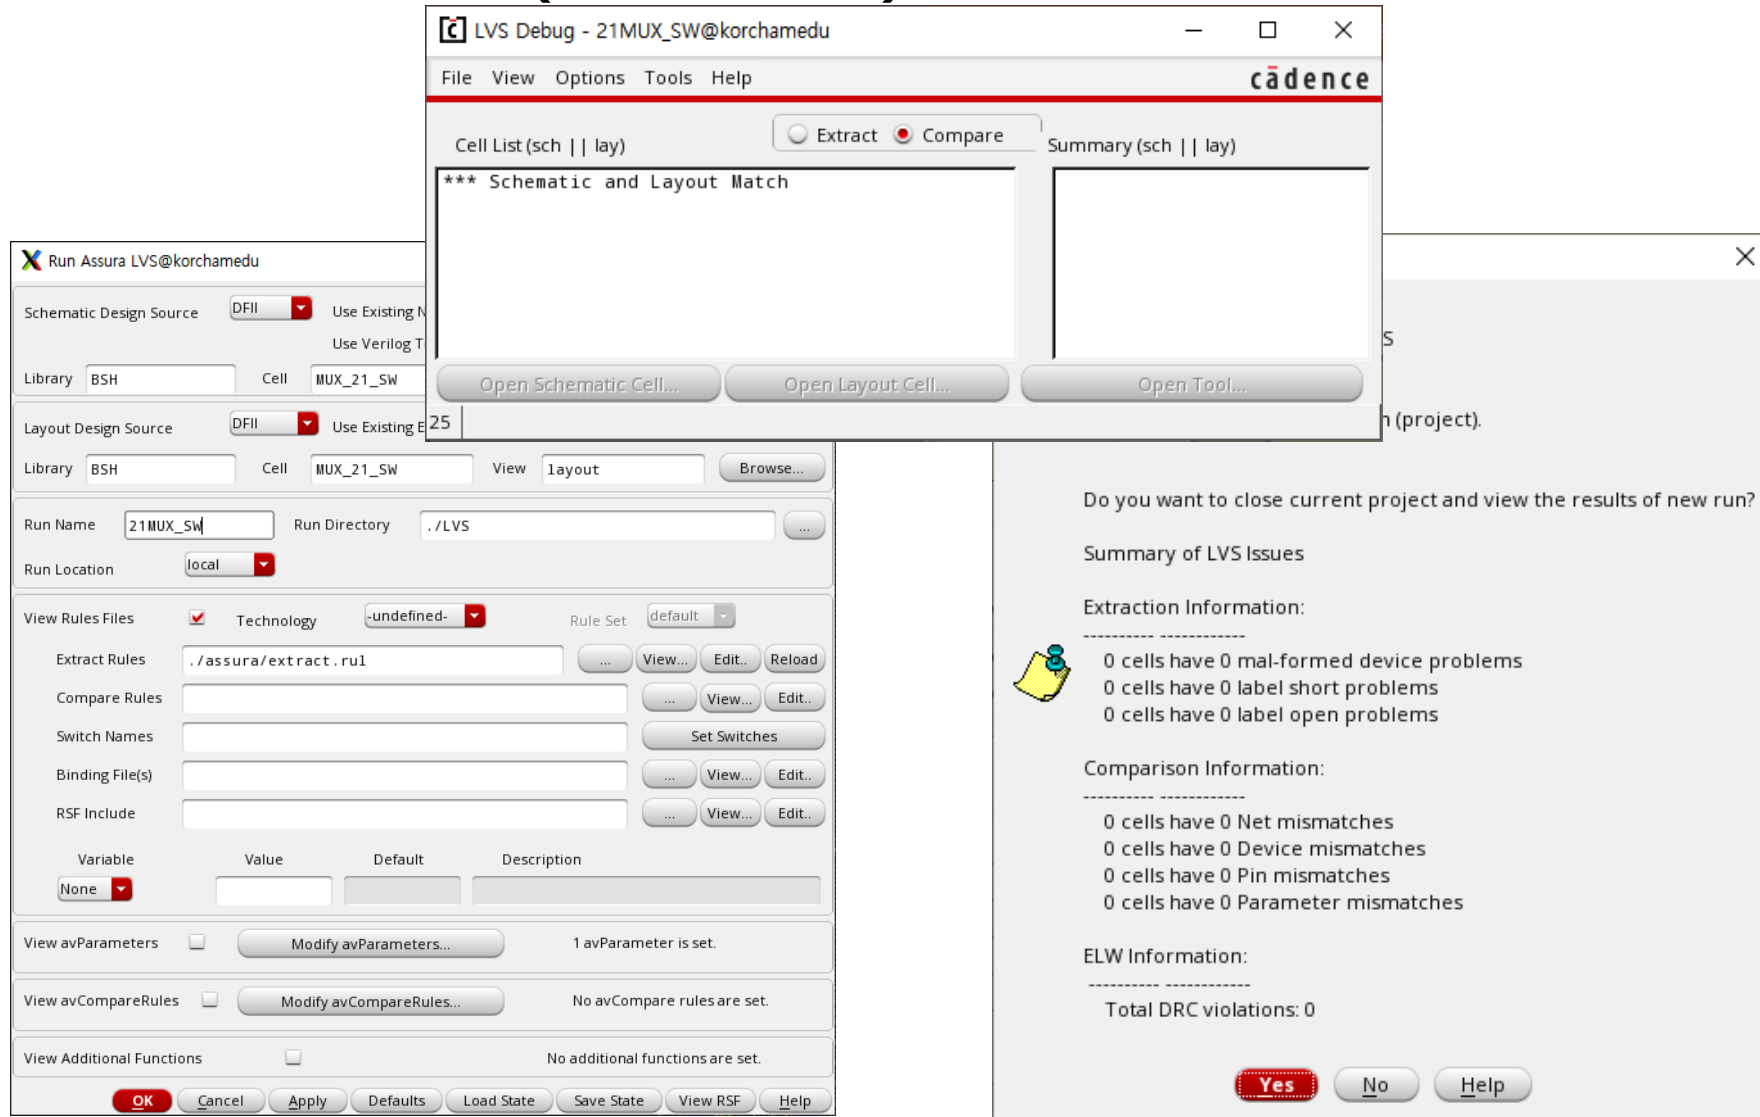 LVS Debug - 21MUX_SW@korchamedu
File View Options Tools Help
cādence
Cell List (sch || lay)
Extract Compare
Summary (sch || lay)
*** Schematic and Layout Match
Open Schematic Cell...
Open Layout Cell...
Open Tool...
25
Run Assura LVS@korchamedu
Schematic Design Source DFII Use Existing N
Use Verilog T
Library BSH Cell MUX_21_SW
Layout Design Source DFII Use Existing E
Library BSH Cell MUX_21_SW View layout Browse...
Run Name 21MUX_SW Run Directory ./LVS ...
Run Location local
View Rules Files Technology -undefined- Rule Set default
Extract Rules ./assura/extract.rul ... View... Edit.. Reload
Compare Rules ... View... Edit..
Switch Names Set Switches
Binding File(s) ... View... Edit..
RSF Include ... View... Edit..
Variable Value Default Description
None
View avParameters Modify avParameters... 1 avParameter is set.
View avCompareRules Modify avCompareRules... No avCompare rules are set.
View Additional Functions No additional functions are set.
OK Cancel Apply Defaults Load State Save State View RSF Help
S
(project).
Do you want to close current project and view the results of new run?
Summary of LVS Issues
Extraction Information:
---------- ------------
0 cells have 0 mal-formed device problems
0 cells have 0 label short problems
0 cells have 0 label open problems
Comparison Information:
---------- ------------
0 cells have 0 Net mismatches
0 cells have 0 Device mismatches
0 cells have 0 Pin mismatches
0 cells have 0 Parameter mismatches
ELW Information:
---------- ------------
Total DRC violations: 0
Yes No Help